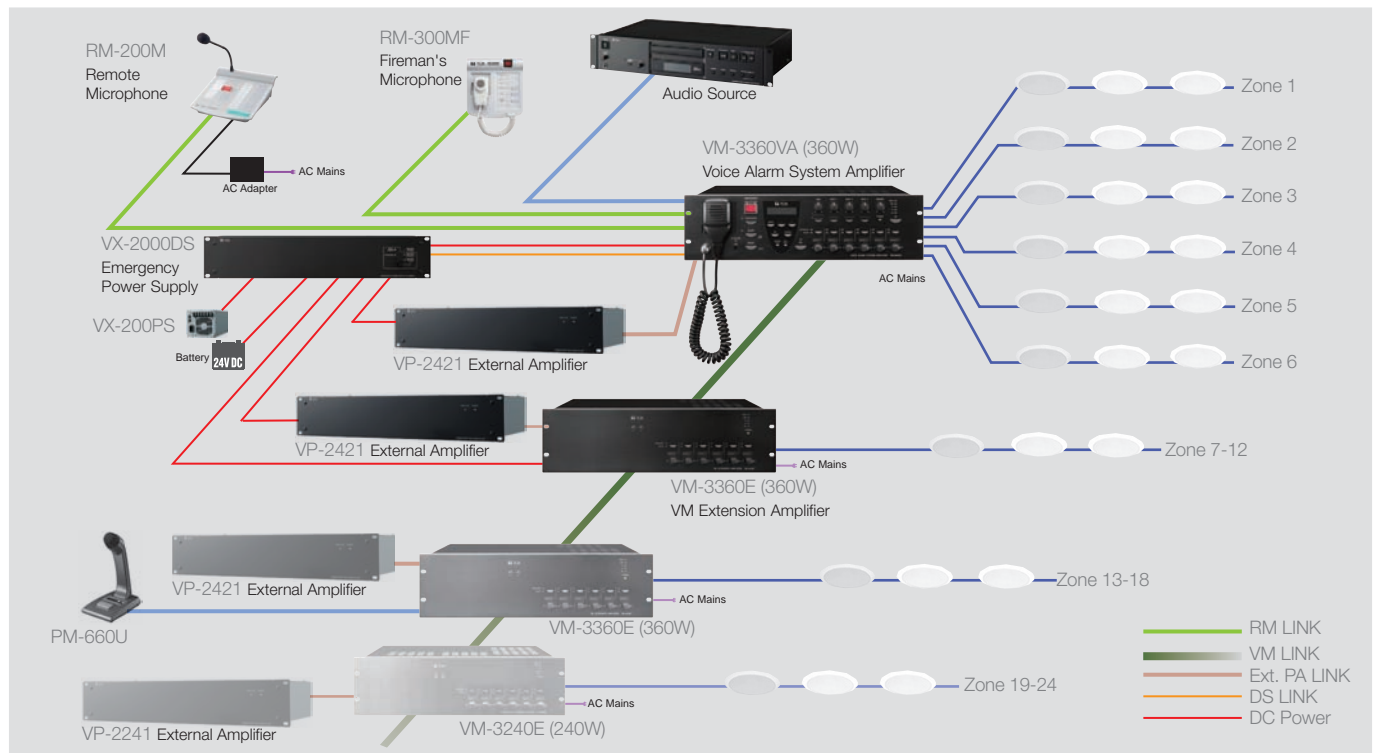 RM-200M
Remote
Microphone
RM-300MF
Fireman's
Microphone
Audio Source
AC Adapter
AC Mains
VM-3360VA (360W)
Voice Alarm System Amplifier
AC Mains
Zone 1
Zone 2
Zone 3
Zone 4
Zone 5
Zone 6
VX-2000DS
Emergency
Power Supply
VX-200PS
Battery
24V DC
VP-2421 External Amplifier
VP-2421 External Amplifier
AC Mains
VM-3360E (360W)
VM Extension Amplifier
Zone 7-12
VP-2421 External Amplifier
PM-660U
AC Mains
VM-3360E (360W)
Zone 13-18
VP-2241 External Amplifier
AC Mains
VM-3240E (240W)
Zone 19-24
RM LINK
VM LINK
Ext. PA LINK
DS LINK
DC Power